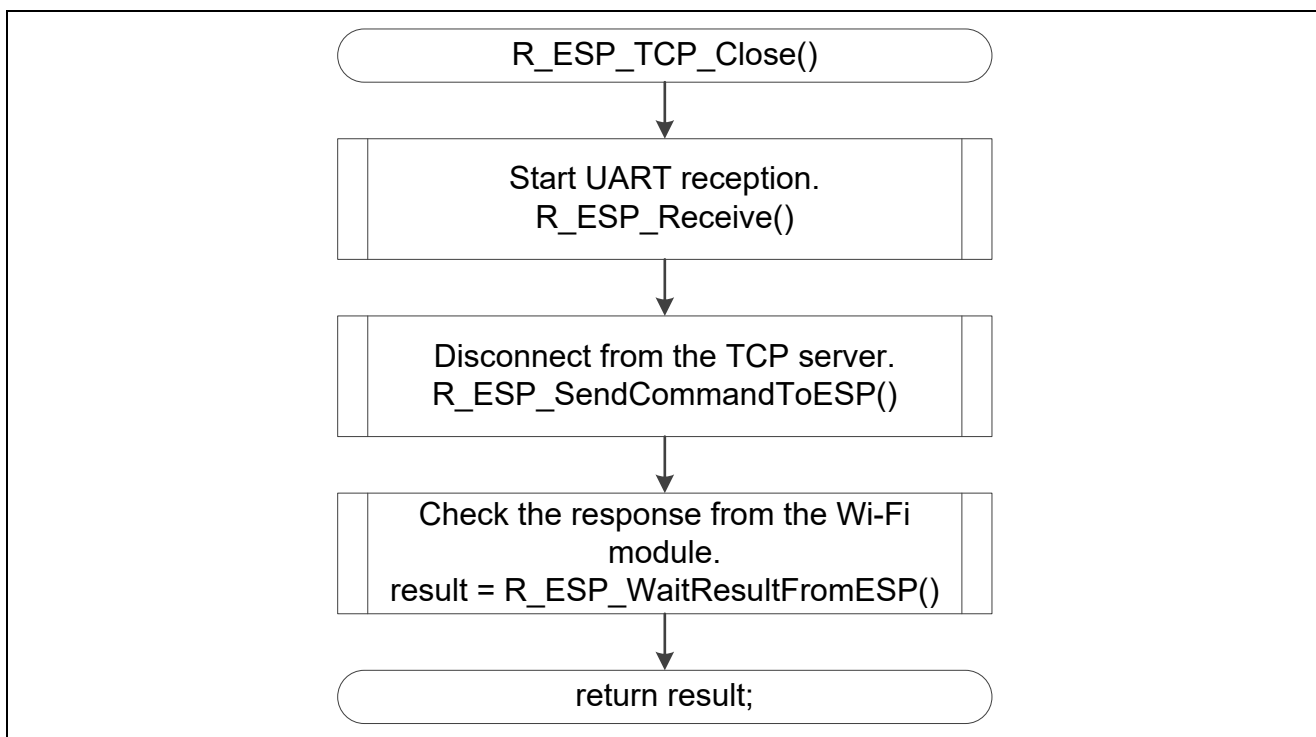 R_ESP_TCP_Close()
Start UART reception.
R_ESP_Receive()
Disconnect from the TCP server.
R_ESP_SendCommandToESP()
Check the response from the Wi-Fi
module.
result = R_ESP_WaitResultFromESP()
return result;